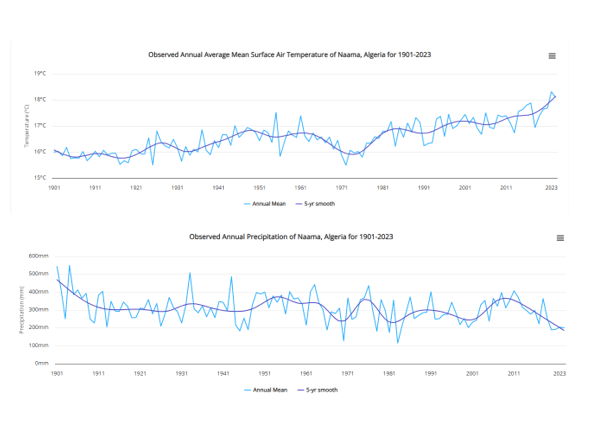 Observed Annual Average Mean Surface Air Temperature of Naama, Algeria for 1901-2023
Temperature (°C)
19°C
18°C
17°C
16°C
15°C
1901 1911 1921 1931 1941 1951 1961 1971 1981 1991 2001 2011 2023
Annual Mean 5-yr smooth
Observed Annual Precipitation of Naama, Algeria for 1901-2023
Precipitation (mm)
600mm
500mm
400mm
300mm
200mm
100mm
0mm
1901 1911 1921 1931 1941 1951 1961 1971 1981 1991 2001 2011 2023
Annual Mean 5-yr smooth